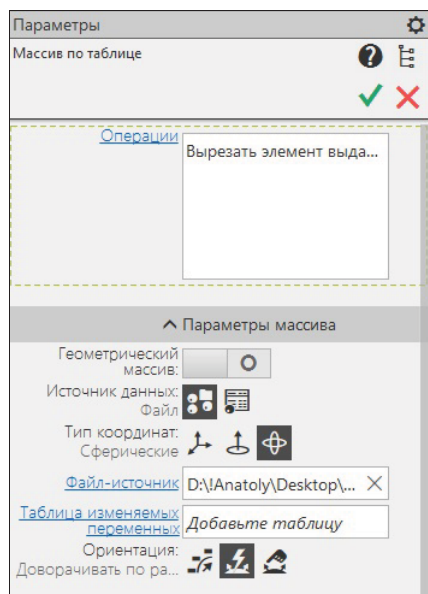 Параметры
Массив по таблице
Операции
Вырезать элемент выда...
Параметры массива
Геометрический
массив:
Источник данных:
Файл
Тип координат:
Сферические
Файл-источник D:\!Anatoly\Desktop\...
Таблица изменяемых
переменных
Добавьте таблицу
Ориентация:
Доворачивать по ра...